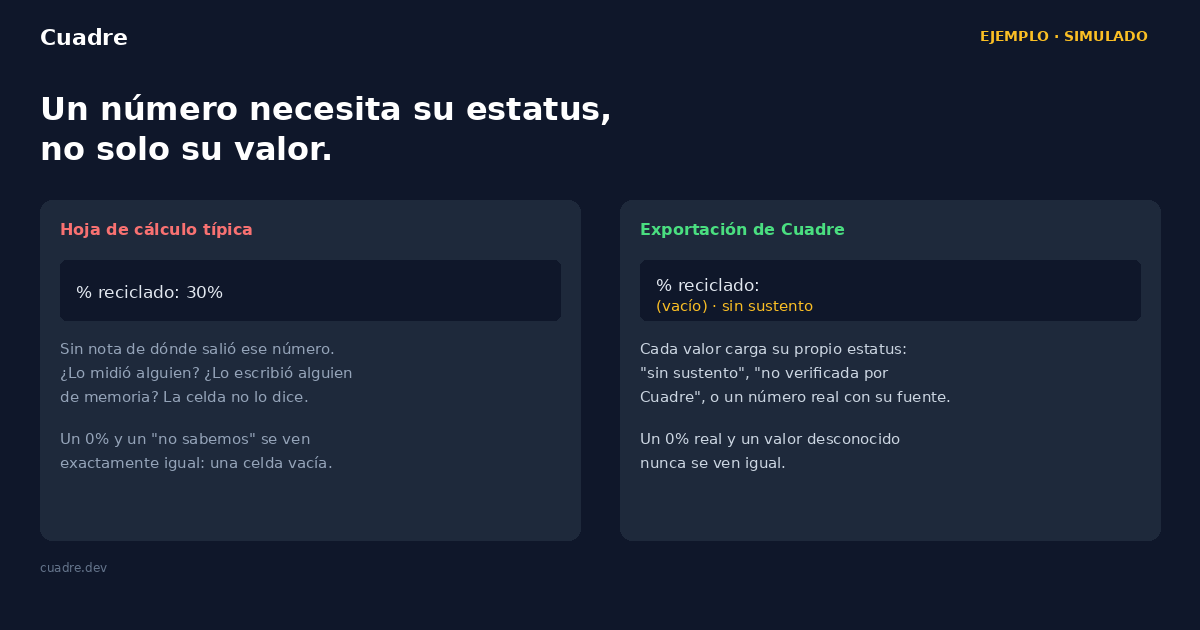 Cuadre
EJEMPLO · SIMULADO
Un número necesita su estatus,
no solo su valor.
Hoja de cálculo típica
% reciclado: 30%
Sin nota de dónde salió ese número.
¿Lo midió alguien? ¿Lo escribió alguien
de memoria? La celda no lo dice.
Un 0% y un "no sabemos" se ven
exactamente igual: una celda vacía.
Exportación de Cuadre
% reciclado:
(vacío) · sin sustento
Cada valor carga su propio estatus:
"sin sustento", "no verificada por
Cuadre", o un número real con su fuente.
Un 0% real y un valor desconocido
nunca se ven igual.
cuadre.dev